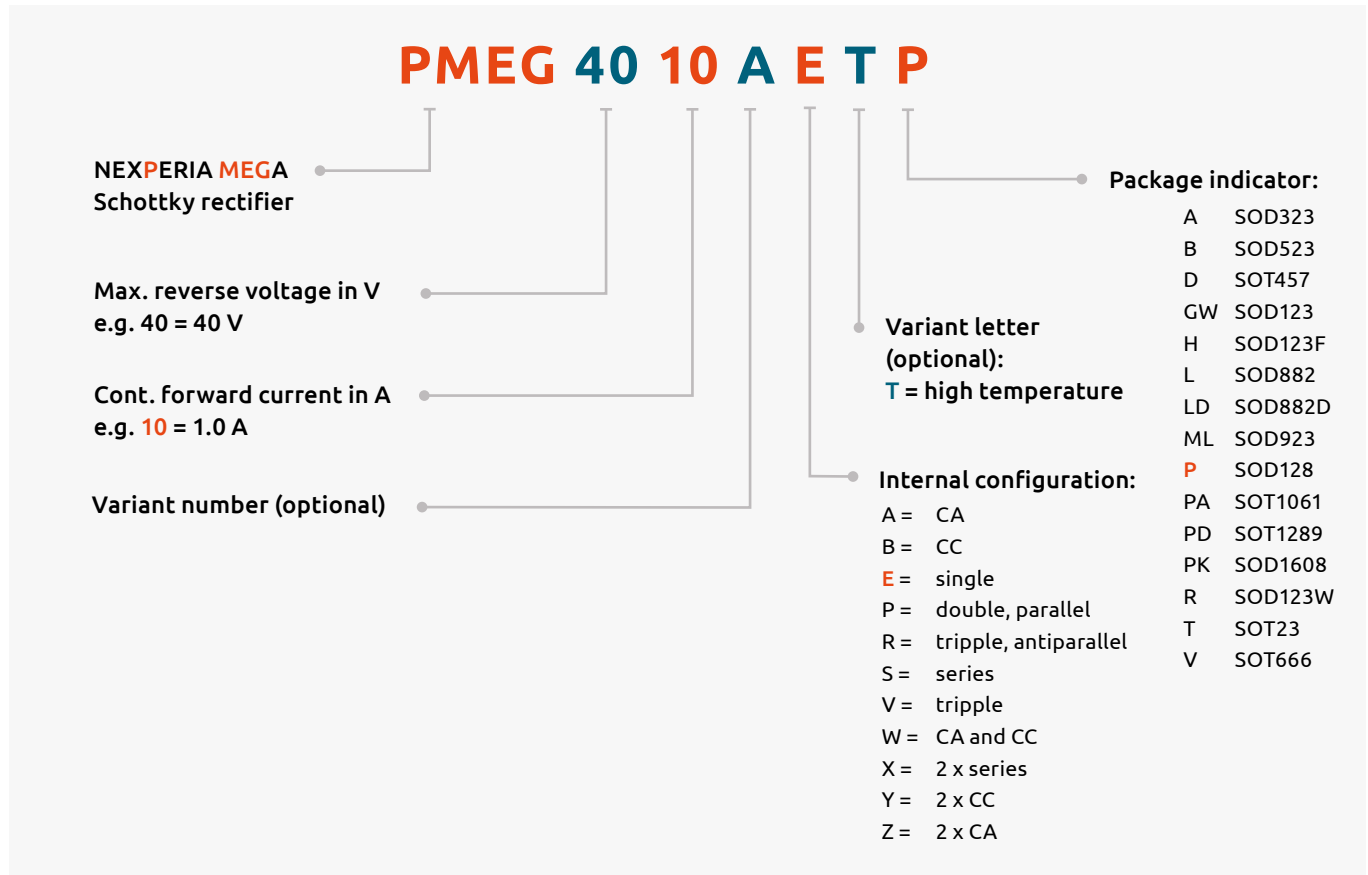 PMEG 40 10 A E T P
NEXPERIA MEGA
Schottky rectifier
Max. reverse voltage in V
e.g. 40 = 40 V
Cont. forward current in A
e.g. 10 = 1.0 A
Variant number (optional)
Internal configuration:
A = CA
B = CC
E = single
P = double, parallel
R = tripple, antiparallel
S = series
V = tripple
W = CA and CC
X = 2 x series
Y = 2 x CC
Z = 2 x CA
Variant letter
(optional):
T = high temperature
Package indicator:
A SOD323
B SOD523
D SOT457
GW SOD123
H SOD123F
L SOD882
LD SOD882D
ML SOD923
P SOD128
PA SOT1061
PD SOT1289
PK SOD1608
R SOD123W
T SOT23
V SOT666